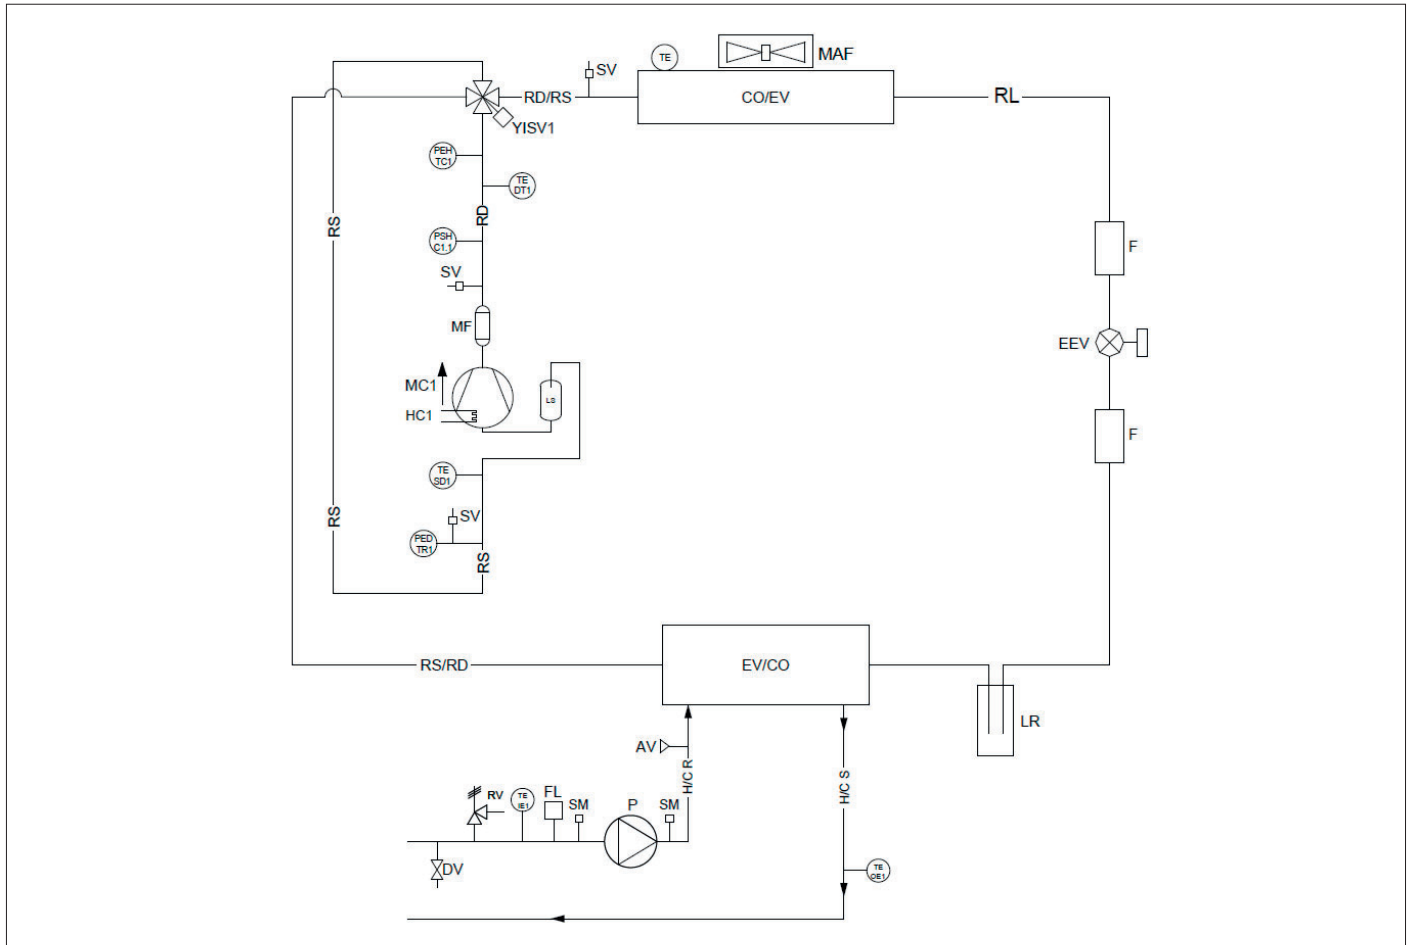 MAF
TE
SV
RD/RS
CO/EV
RL
YISV1
PEH
TC1
TE
DT1
RD
RS
PSH
C1.1
F
SV
MF
EEV
MC1
LS
HC1
F
TE
SD1
SV
RS
PED
TR1
RS
RS/RD
EV/CO
LR
AV
H/C R
H/C S
RV
TE
IE1
FL
SM
P
SM
DV
TE
OE1